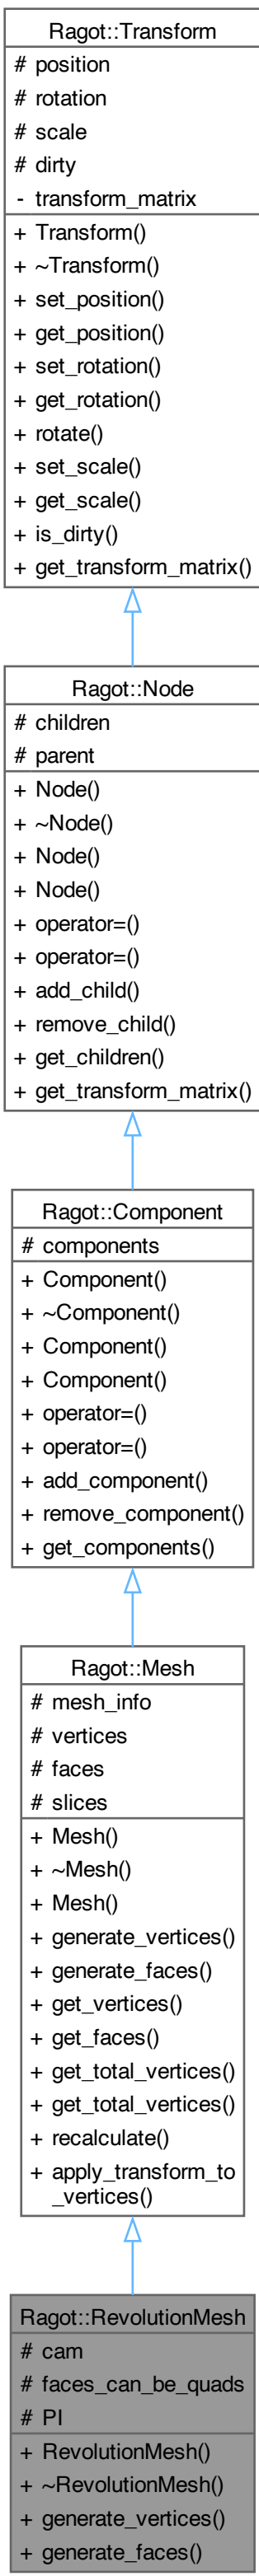 Ragot::Transform
# position
# rotation
# scale
# dirty
- transform_matrix
+ Transform()
+ ~Transform()
+ set_position()
+ get_position()
+ set_rotation()
+ get_rotation()
+ rotate()
+ set_scale()
+ get_scale()
+ is_dirty()
+ get_transform_matrix()
Ragot::Node
# children
# parent
+ Node()
+ ~Node()
+ Node()
+ Node()
+ operator=()
+ operator=()
+ add_child()
+ remove_child()
+ get_children()
+ get_transform_matrix()
Ragot::Component
# components
+ Component()
+ ~Component()
+ Component()
+ Component()
+ operator=()
+ operator=()
+ add_component()
+ remove_component()
+ get_components()
Ragot::Mesh
# mesh_info
# vertices
# faces
# slices
+ Mesh()
+ ~Mesh()
+ Mesh()
+ generate_vertices()
+ generate_faces()
+ get_vertices()
+ get_faces()
+ get_total_vertices()
+ get_total_vertices()
+ recalculate()
+ apply_transform_to
_vertices()
Ragot::RevolutionMesh
# cam
# faces_can_be_quads
# PI
+ RevolutionMesh()
+ ~RevolutionMesh()
+ generate_vertices()
+ generate_faces()